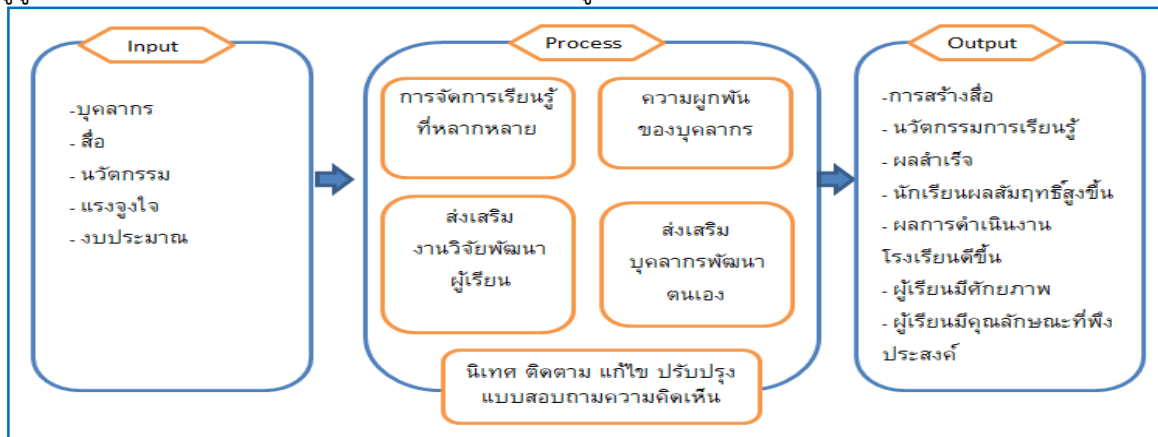 Input
-บุคลากร
- สื่อ
- นวัตกรรม
- แรงจูงใจ
- งบประมาณ
Process
การจัดการเรียนรู้
ที่หลากหลาย
ความผูกพัน
ของบุคลากร
ส่งเสริม
งานวิจัยพัฒนา
ผู้เรียน
ส่งเสริม
บุคลากรพัฒนา
ตนเอง
นิเทศ ติดตาม แก้ไข ปรับปรุง
แบบสอบถามความคิดเห็น
Output
-การสร้างสื่อ
- นวัตกรรมการเรียนรู้
- ผลสำเร็จ
- นักเรียนผลสัมฤทธิ์สูงขึ้น
- ผลการดำเนินงาน
โรงเรียนดีขึ้น
- ผู้เรียนมีศักยภาพ
- ผู้เรียนมีคุณลักษณะที่พึง
ประสงค์